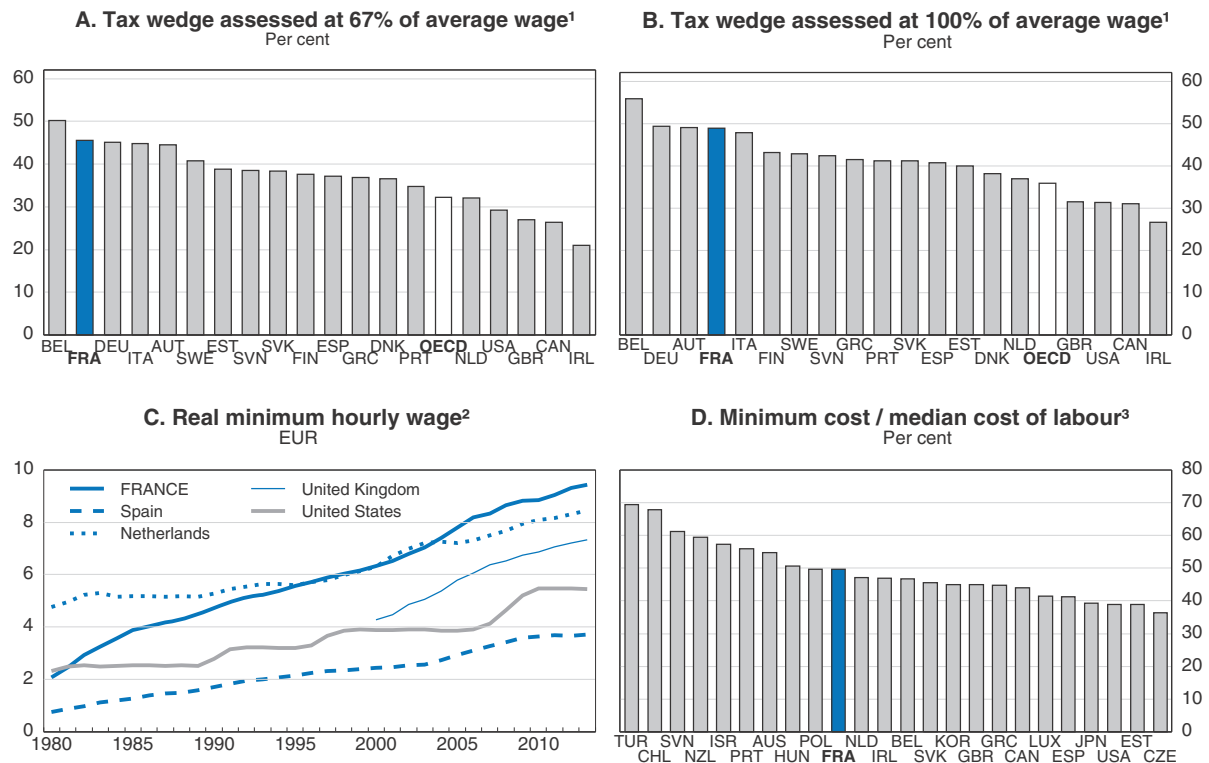 A. Tax wedge assessed at 67% of average wage¹
Per cent
60
50
40
30
20
10
0
BEL DEU AUT EST SVK ESP DNK OECD USA CAN
FRA ITA SWE SVN FIN GRC PRT NLD GBR IRL
B. Tax wedge assessed at 100% of average wage¹
Per cent
60
50
40
30
20
10
0
BEL AUT ITA SWE GRC SVK EST NLD GBR CAN
DEU FRA FIN SVN PRT ESP DNK OECD USA IRL
C. Real minimum hourly wage²
EUR
10
8
6
4
2
0
FRANCE
Spain
Netherlands
United Kingdom
United States
1980 1985 1990 1995 2000 2005 2010
D. Minimum cost / median cost of labour³
Per cent
80
70
60
50
40
30
20
10
0
TUR SVN ISR AUS POL NLD BEL KOR GRC LUX JPN EST
CHL NZL PRT HUN FRA IRL SVK GBR CAN ESP USA CZE